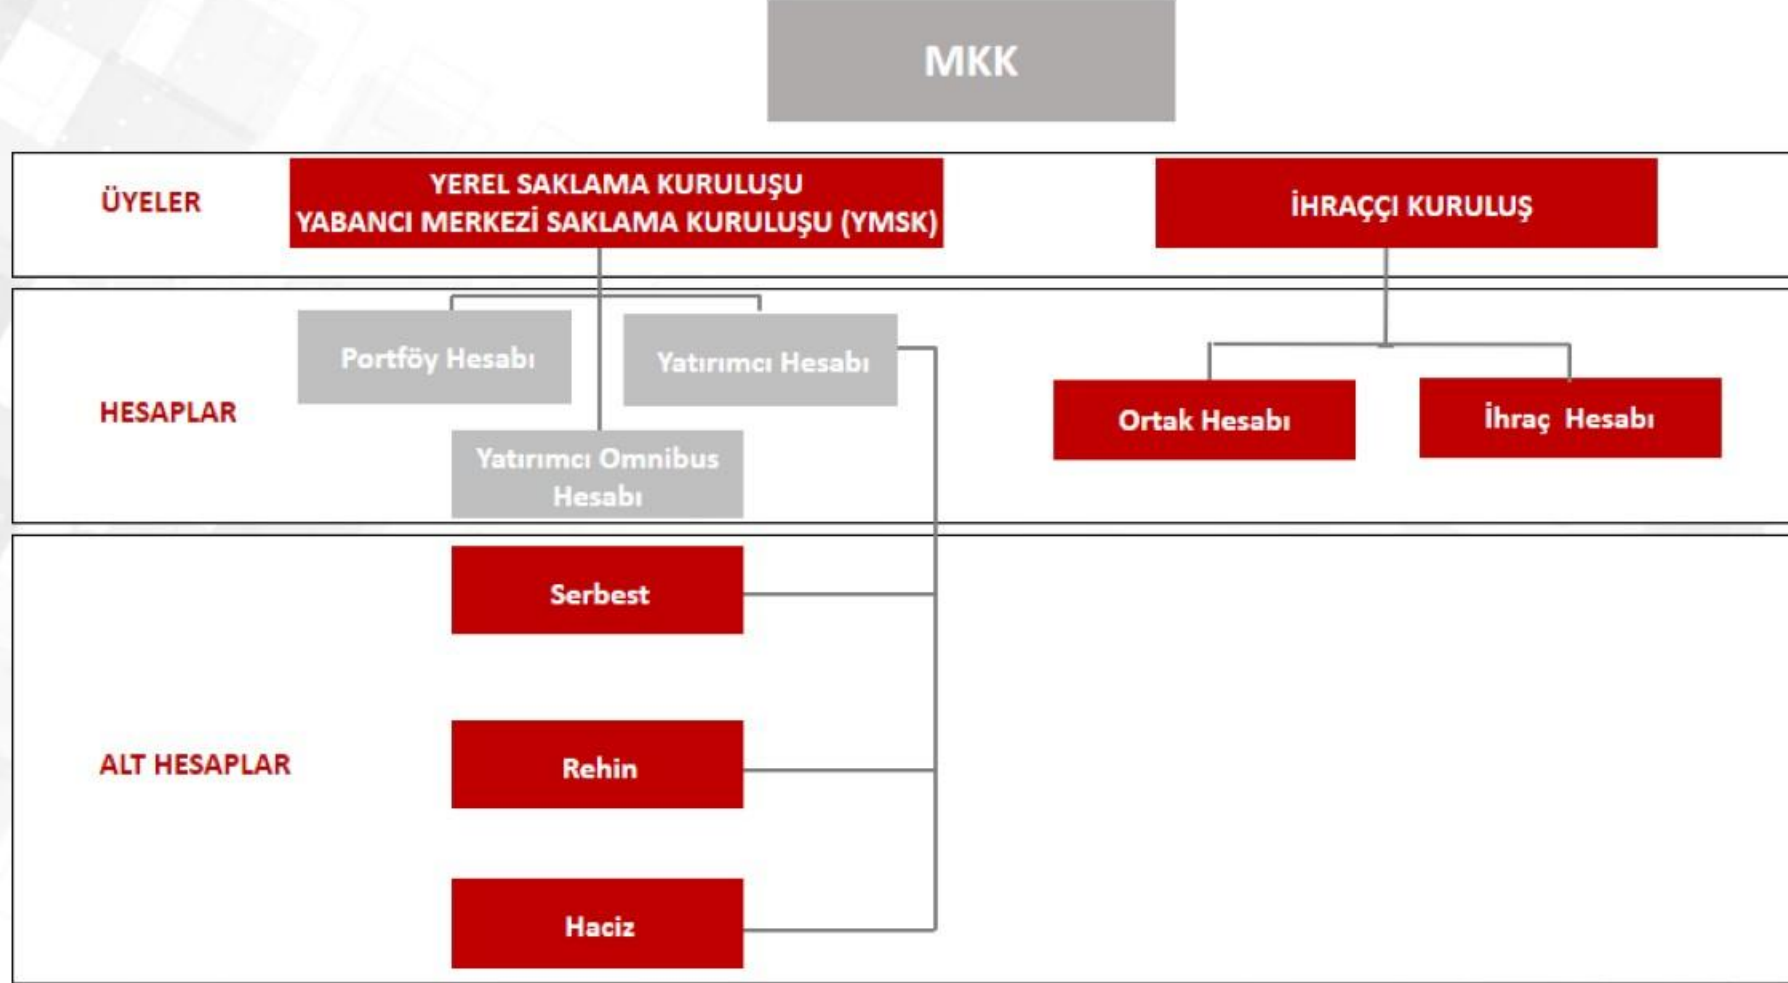 MKK
ÜYELER
YEREL SAKLAMA KURULUŞU
YABANCI MERKEZİ SAKLAMA KURULUŞU (YMSK)
İHRAÇÇI KURULUŞ
HESAPLAR
Portföy Hesabı
Yatırımcı Hesabı
Yatırımcı Omnibus
Hesabı
Ortak Hesabı
İhraç Hesabı
ALT HESAPLAR
Serbest
Rehin
Haciz